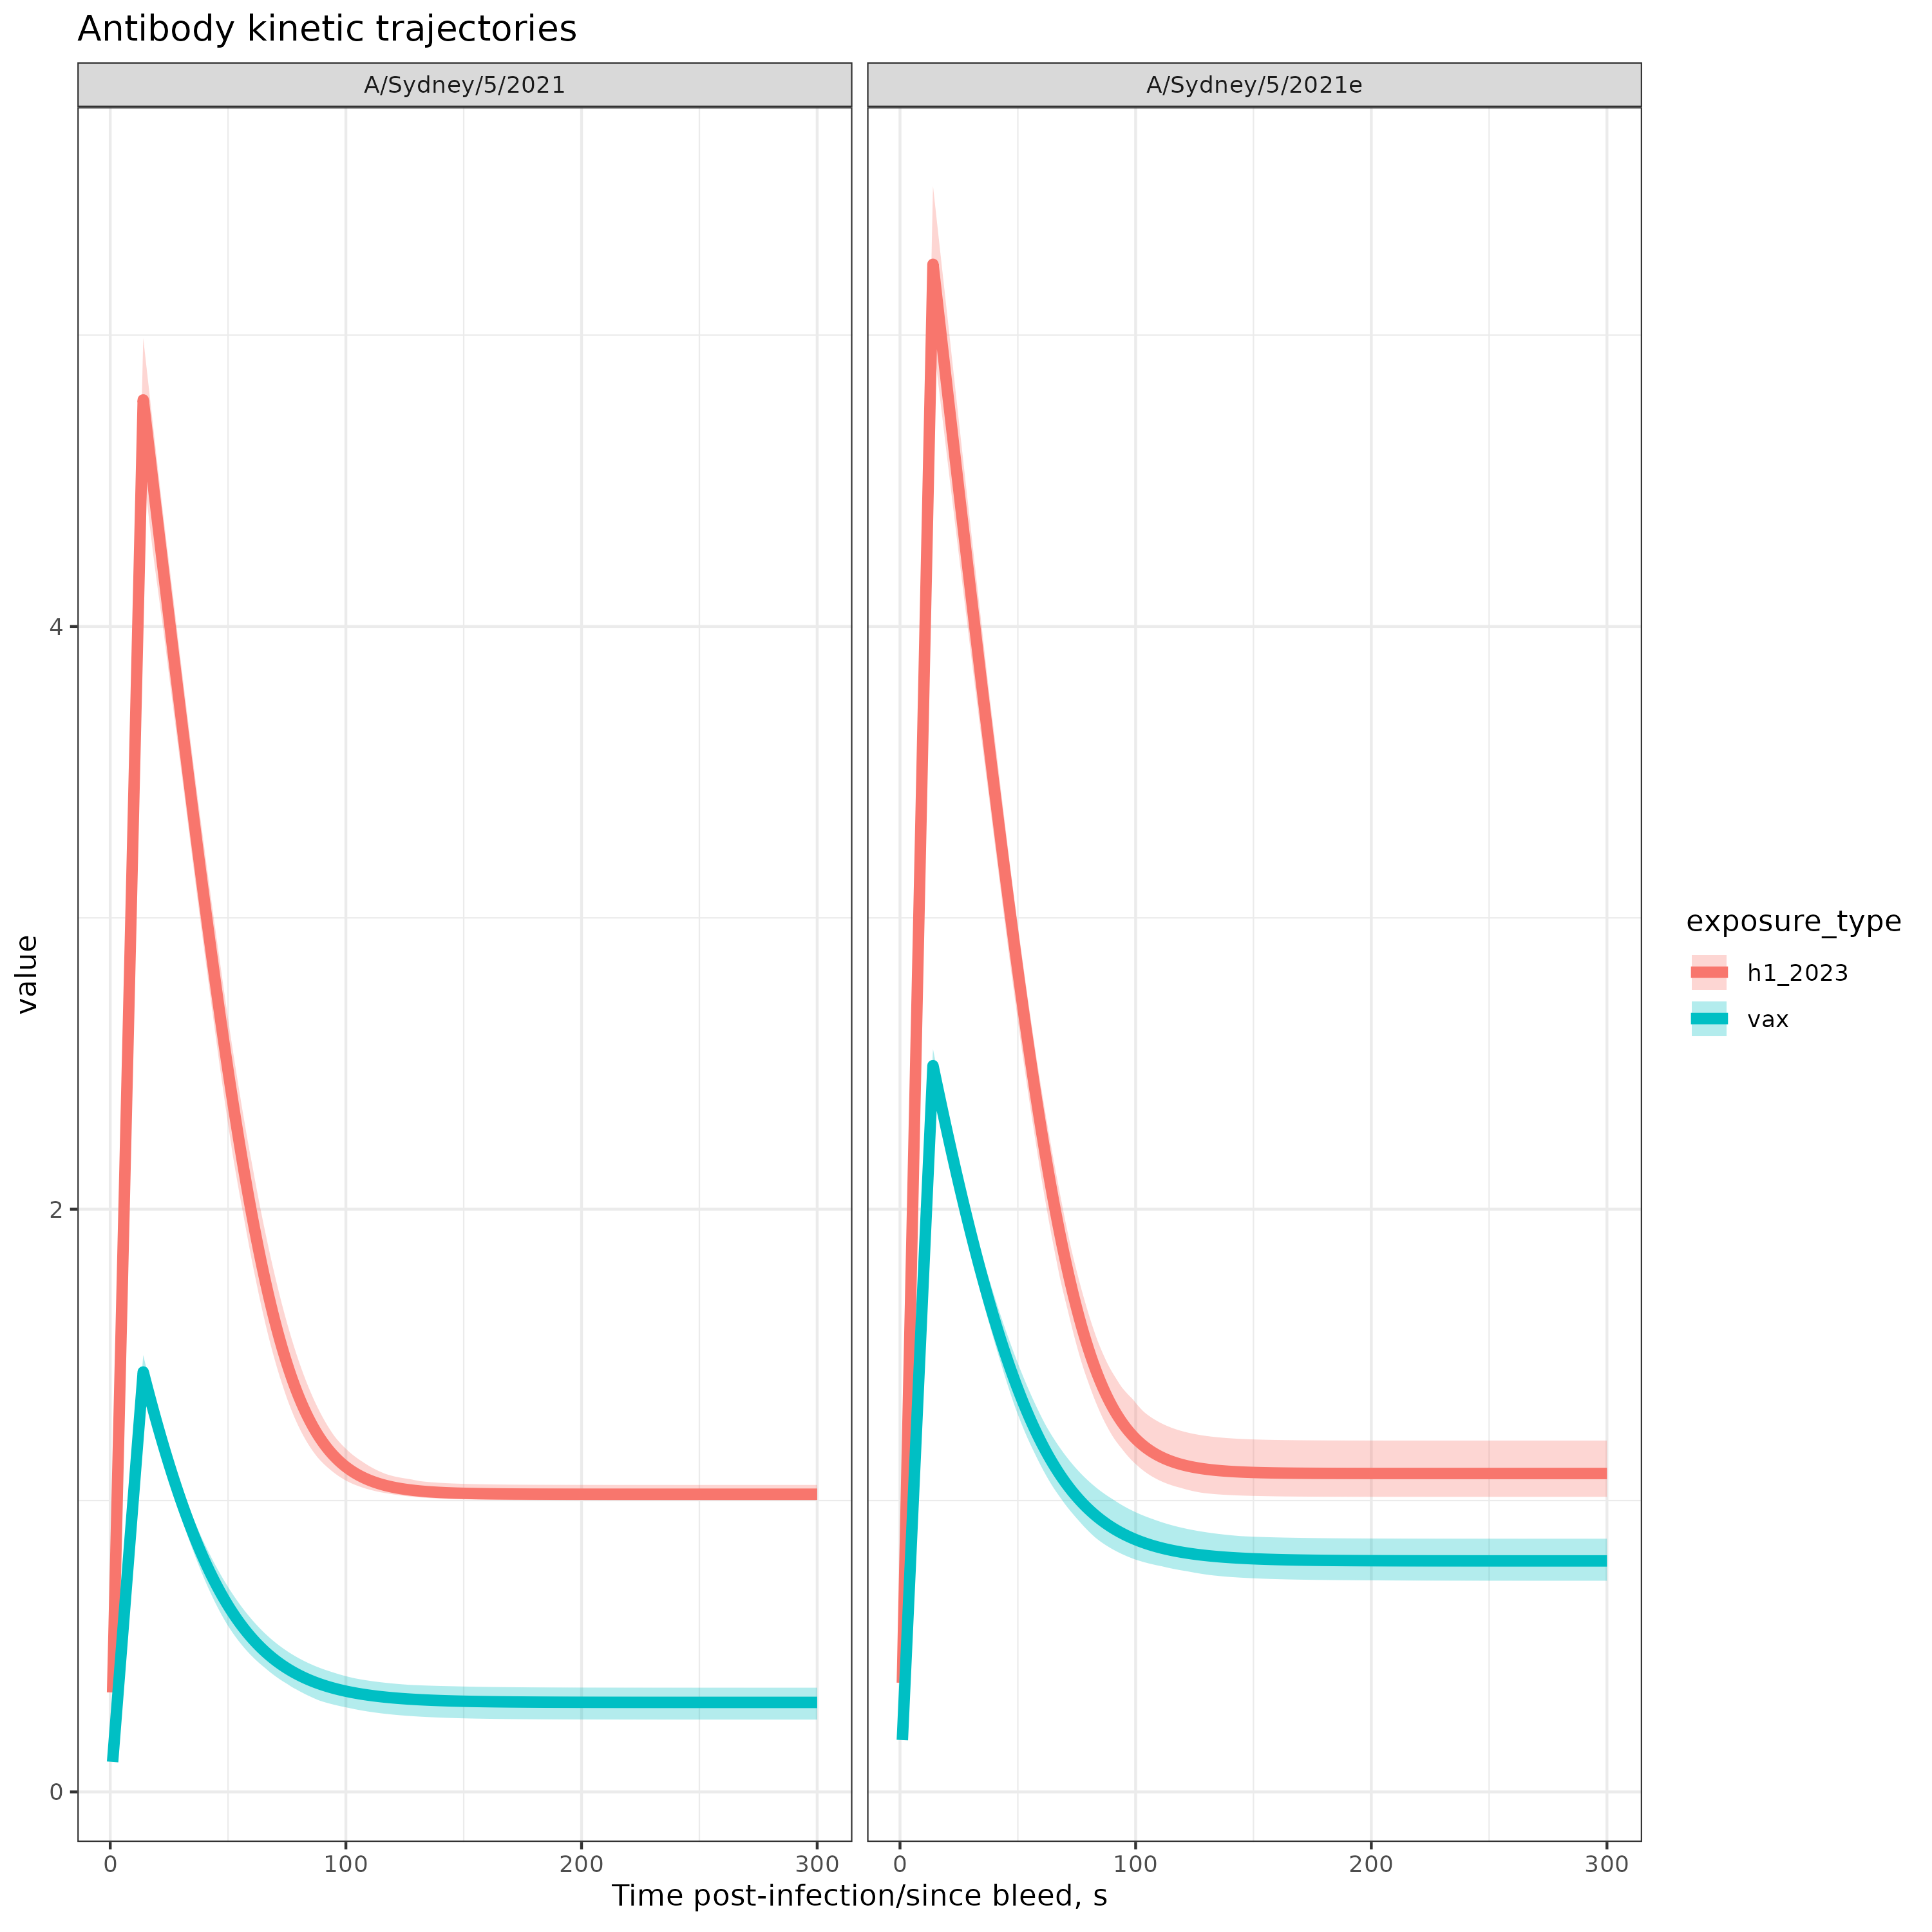 Antibody kinetic trajectories
A/Sydney/5/2021
A/Sydney/5/2021e
value
4
2
0
0
100
200
300
0
100
200
300
Time post-infection/since bleed, s
exposure_type
h1_2023
vax